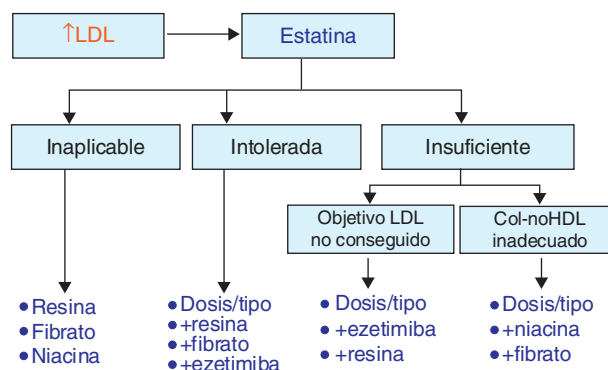 ↑LDL
Estatina
Inaplicable
Intolerada
Insuficiente
Objetivo LDL
no conseguido
Col-noHDL
inadecuado
● Resina
● Fibrato
● Niacina
● Dosis/tipo
● +resina
● +fibrato
● +ezetimiba
● Dosis/tipo
● +ezetimiba
● +resina
● Dosis/tipo
● +niacina
● +fibrato